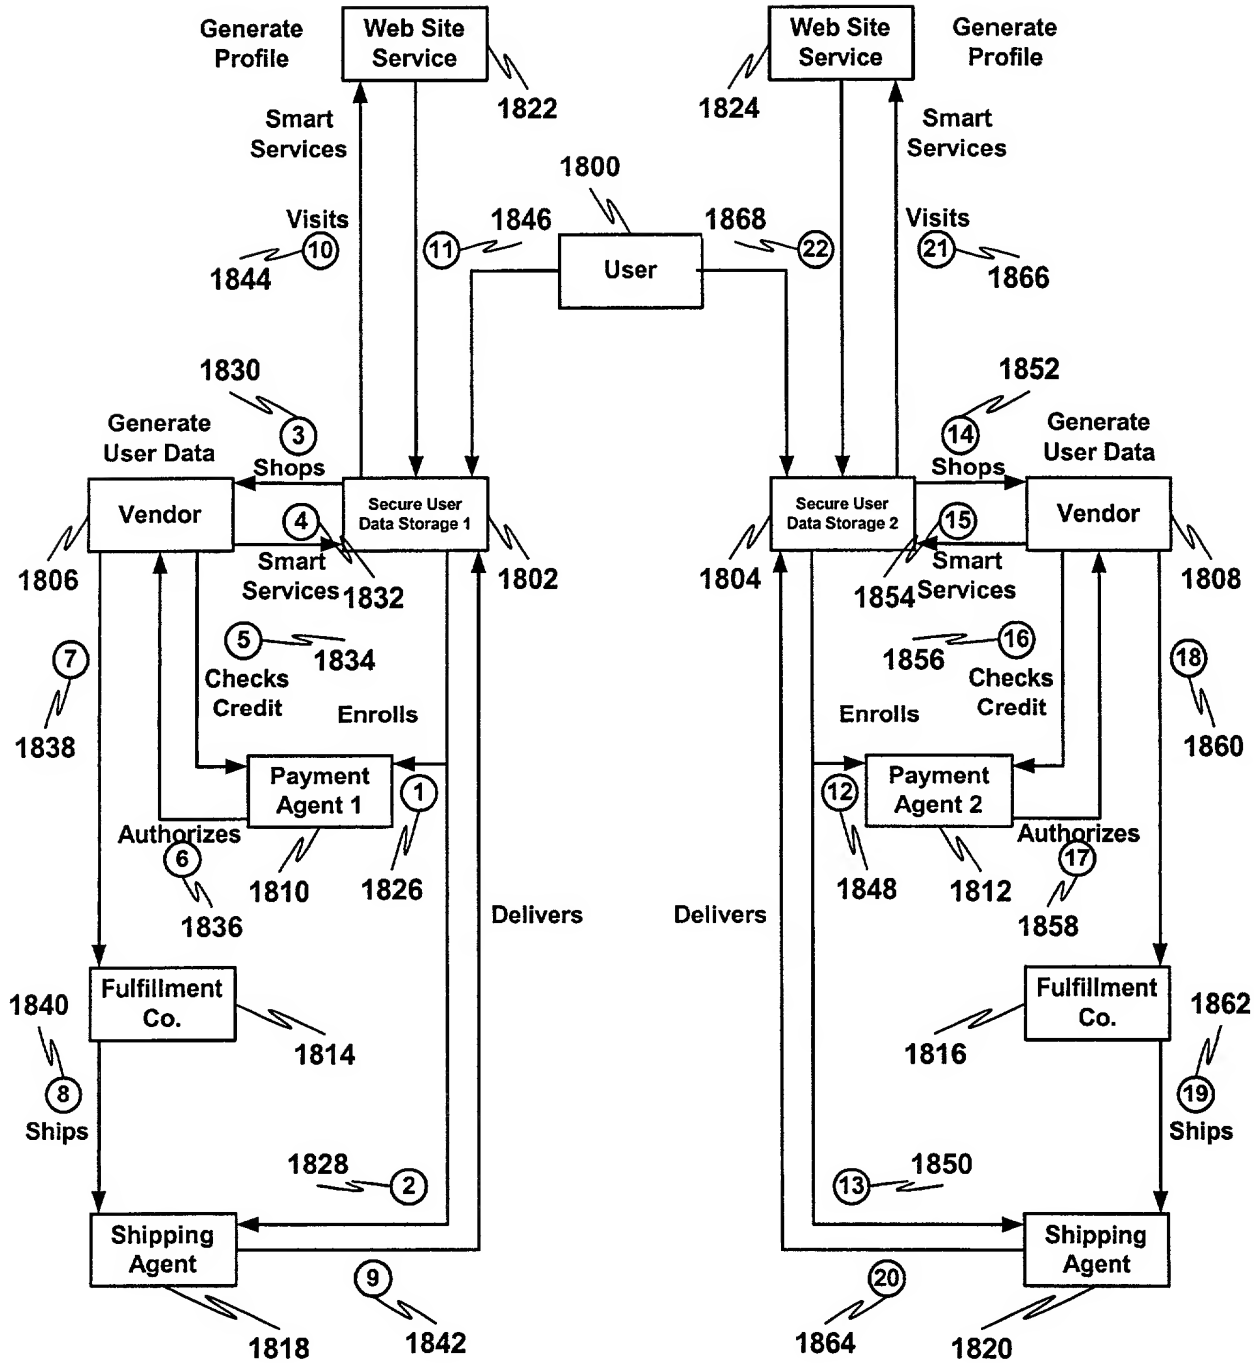 Generate
Profile
Web Site
Service
1822
Web Site
Service
1824
Generate
Profile
Smart
Services
Smart
Services
1800
Visits
10
1844
11
1846
User
1868
22
Visits
21
1866
1830
3
Generate
User Data
Shops
Vendor
1806
4
Smart
Services
1832
Secure User
Data Storage 1
1802
1852
14
Generate
User Data
Shops
Secure User
Data Storage 2
1804
15
Smart
Services
1854
Vendor
1808
7
1838
5
1834
Checks
Credit
Enrolls
Payment
Agent 1
1
1826
Authorizes
6
1836
1810
Delivers
1856
16
Checks
Credit
18
1860
Enrolls
12
1848
Payment
Agent 2
1812
Authorizes
17
1858
Delivers
Fulfillment
Co.
1814
1840
8
Ships
Fulfillment
Co.
1816
1862
19
Ships
1828
2
Shipping
Agent
1818
9
1842
13
1850
Shipping
Agent
20
1864
1820